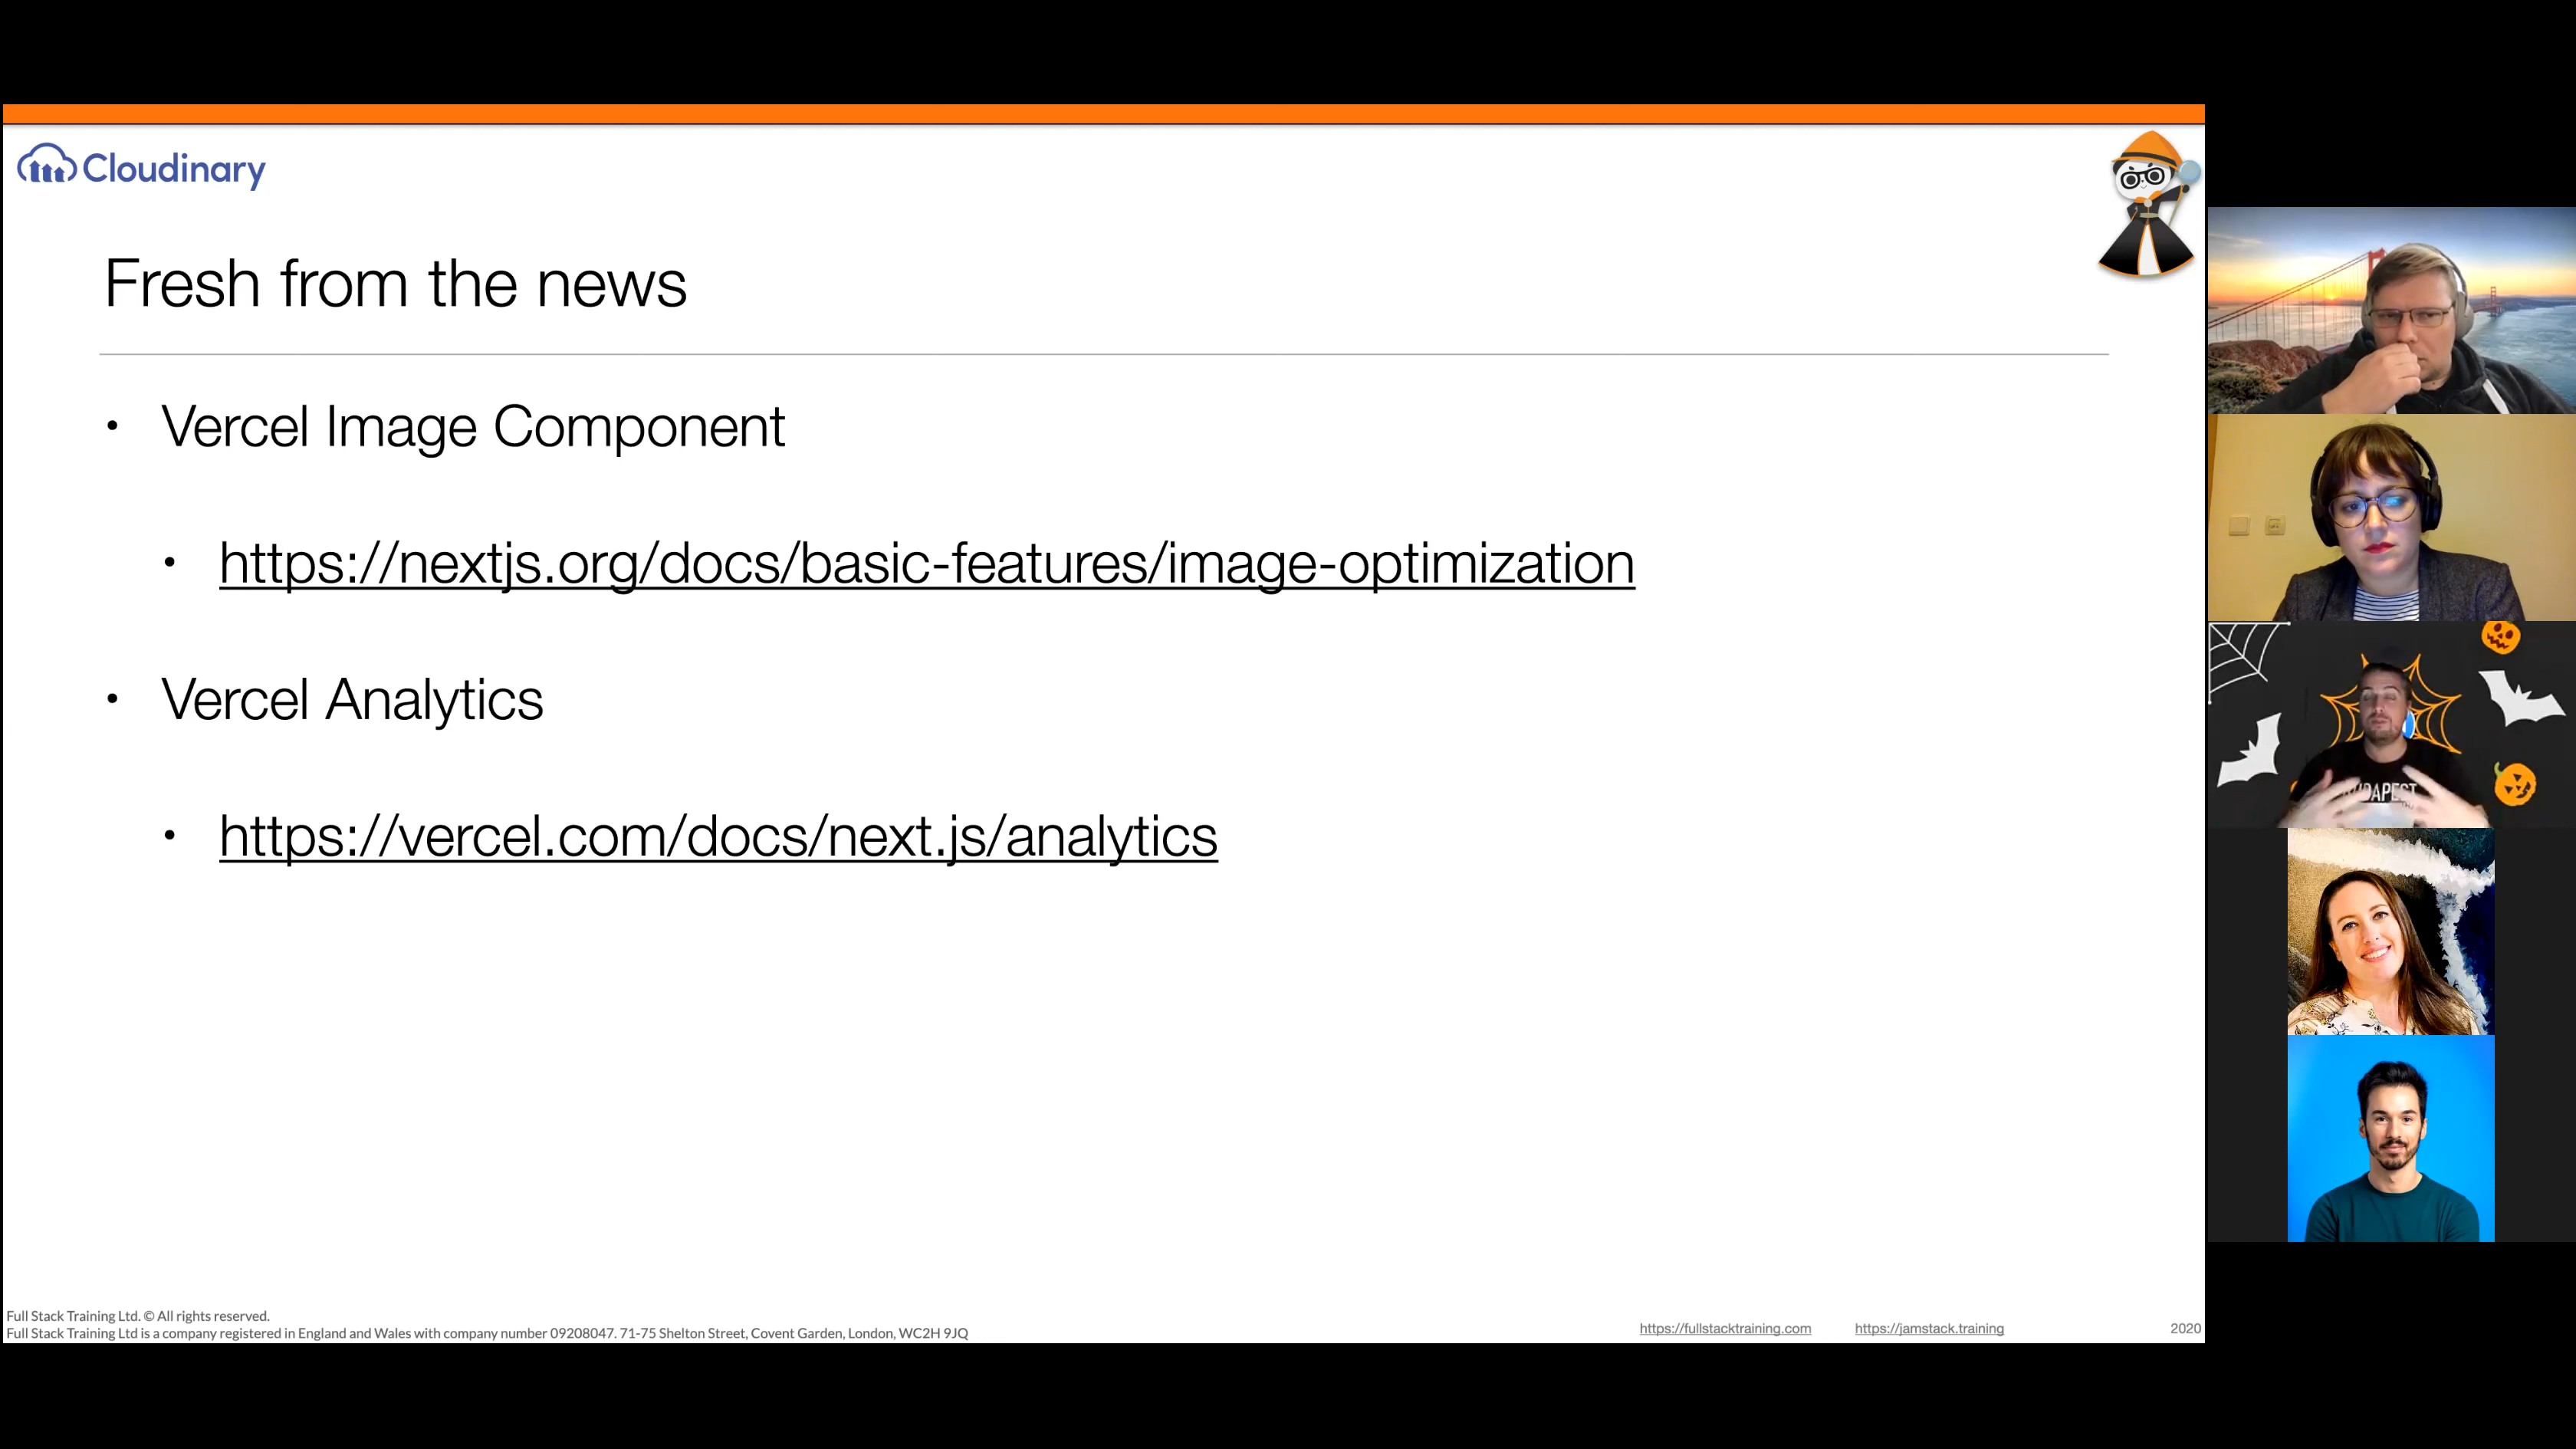 Cloudinary
Fresh from the news
• Vercel Image Component
• https://nextjs.org/docs/basic-features/image-optimization
• Vercel Analytics
• https://vercel.com/docs/next.js/analytics
Full Stack Training Ltd. © All rights reserved.
Full Stack Training Ltd is a company registered in England and Wales with company number 09208047. 71-75 Shelton Street, Covent Garden, London, WC2H 9JQ
https://fullstacktraining.com https://jamstack.training 2020